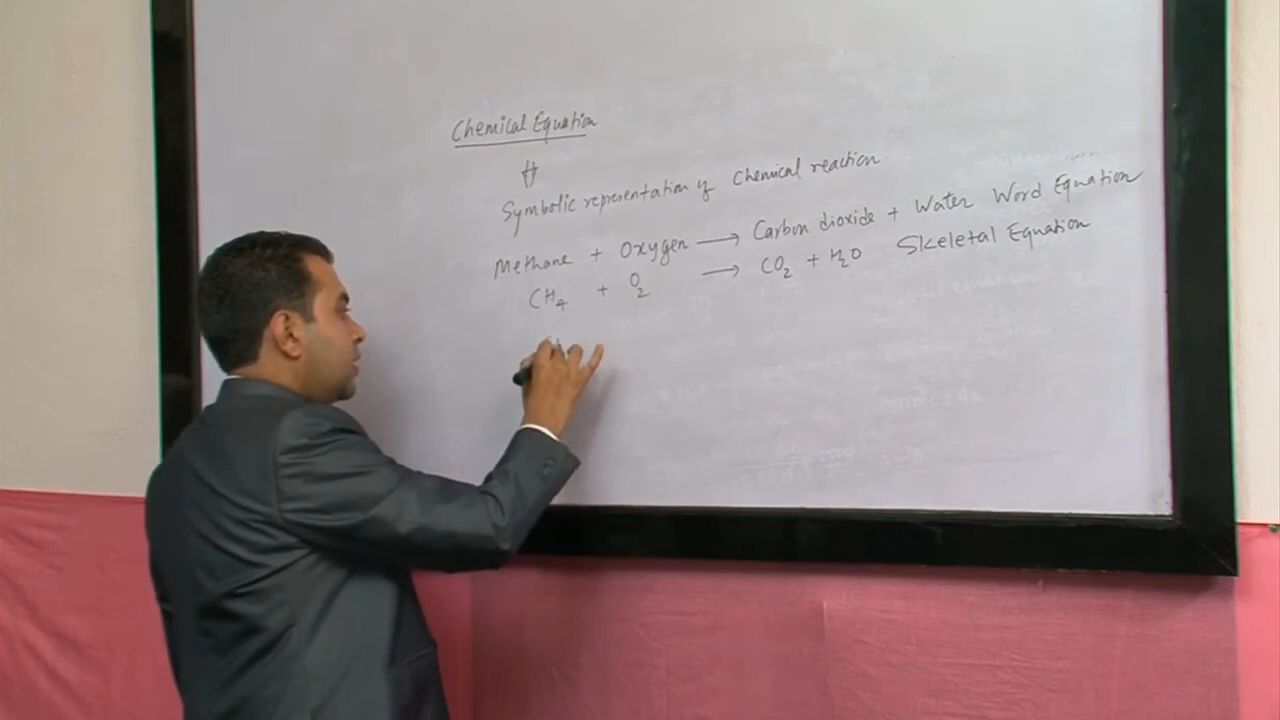 Chemical Equation
Symbolic representation of Chemical reaction
Methane + Oxygen → Carbon dioxide + Water Word Equation
CH₄ + O₂ → CO₂ + H₂O Skeletal Equation